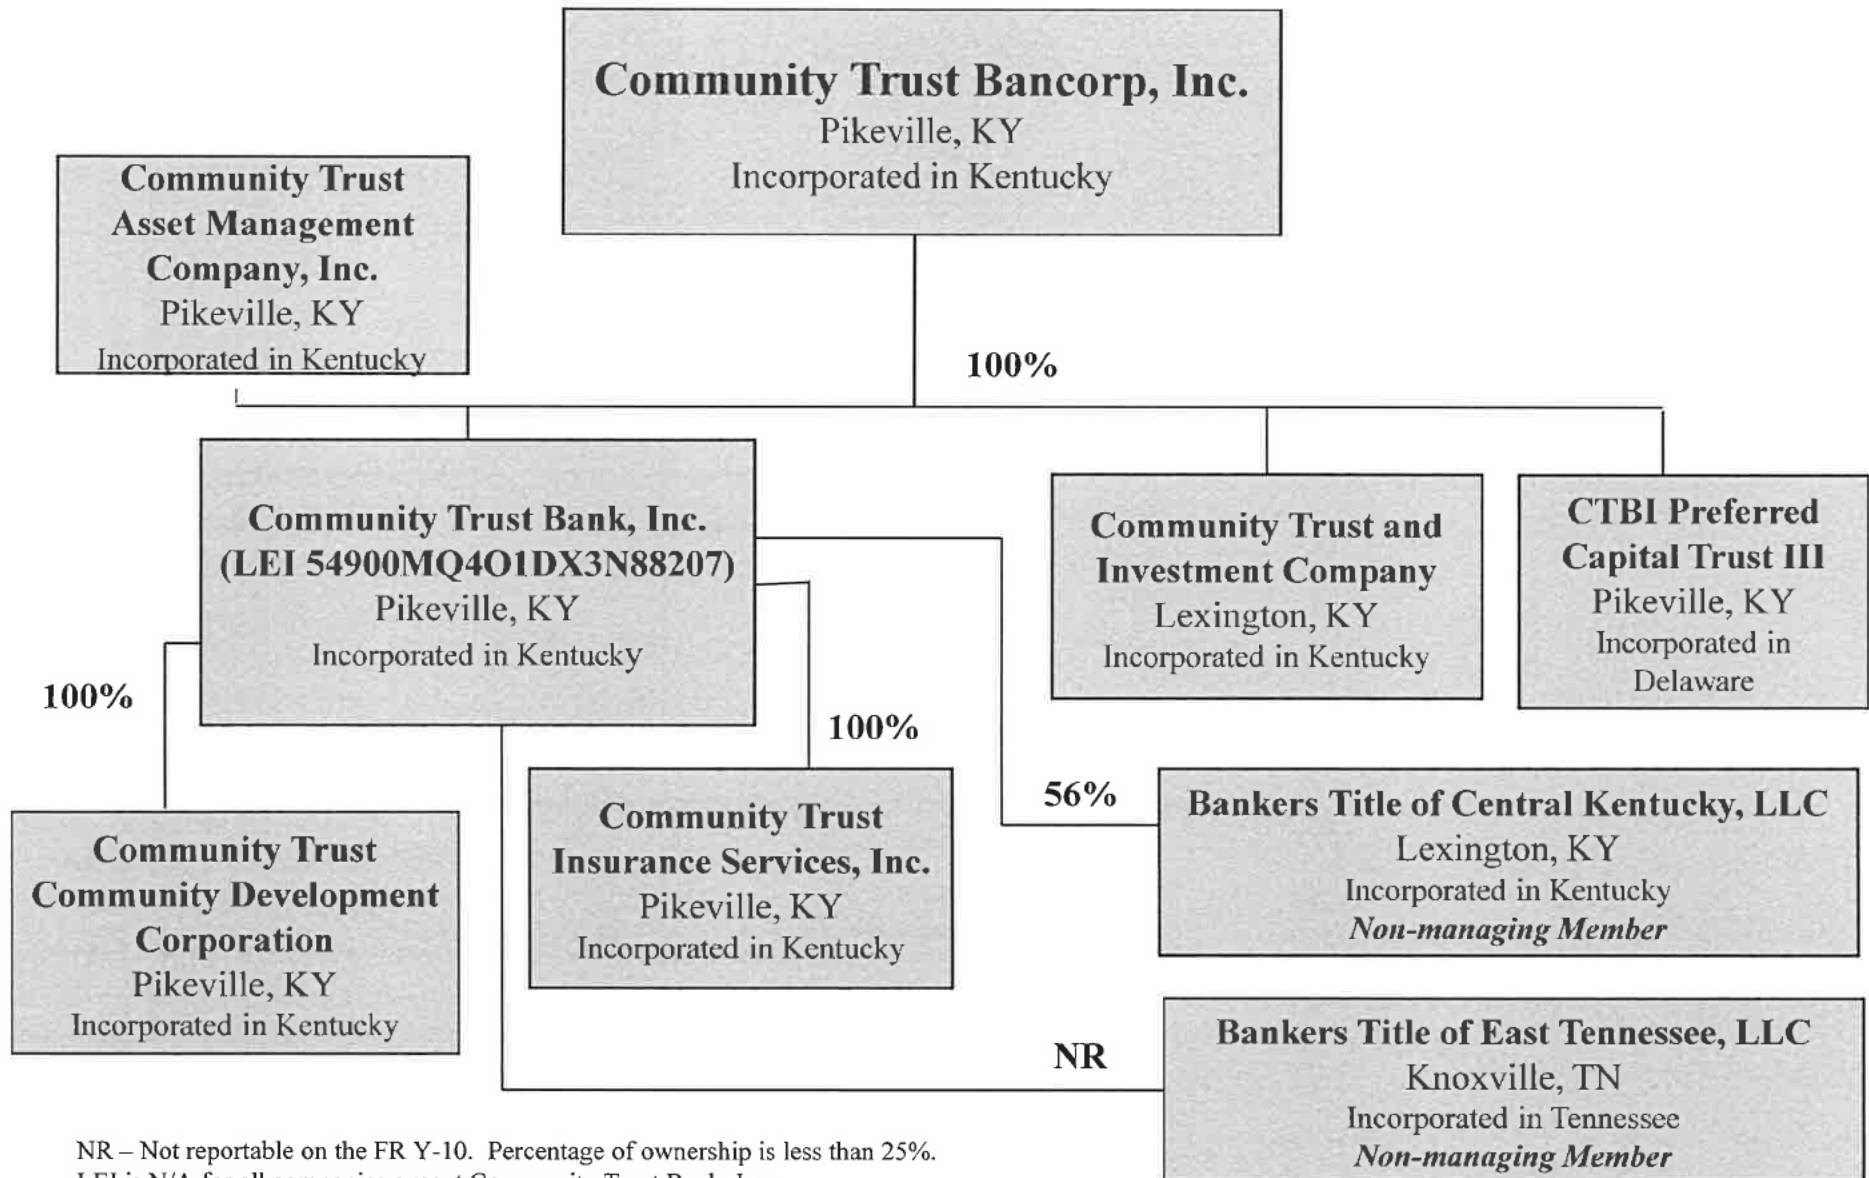 Community Trust Bancorp, Inc.
Pikeville, KY
Incorporated in Kentucky
Community Trust
Asset Management
Company, Inc.
Pikeville, KY
Incorporated in Kentucky
100%
Community Trust Bank, Inc.
(LEI 54900MQ4O1DX3N88207)
Pikeville, KY
Incorporated in Kentucky
Community Trust and
Investment Company
Lexington, KY
Incorporated in Kentucky
CTBI Preferred
Capital Trust III
Pikeville, KY
Incorporated in
Delaware
100%
100%
56%
Community Trust
Community Development
Corporation
Pikeville, KY
Incorporated in Kentucky
Community Trust
Insurance Services, Inc.
Pikeville, KY
Incorporated in Kentucky
Bankers Title of Central Kentucky, LLC
Lexington, KY
Incorporated in Kentucky
Non-managing Member
NR
Bankers Title of East Tennessee, LLC
Knoxville, TN
Incorporated in Tennessee
Non-managing Member
NR – Not reportable on the FR Y-10. Percentage of ownership is less than 25%.